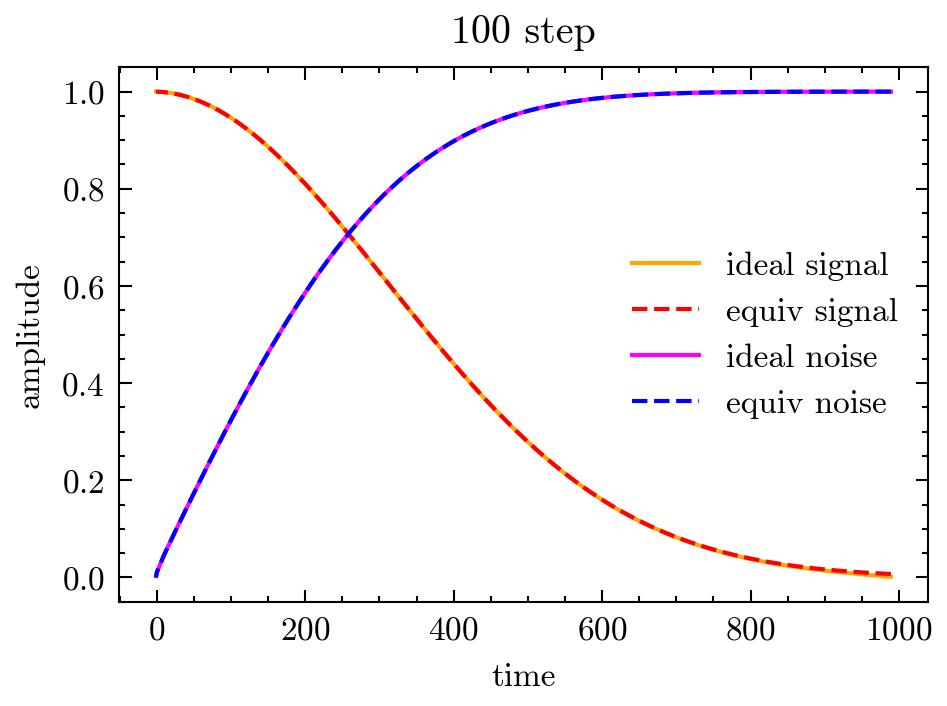 100 step
1.0
0.8
0.6
0.4
0.2
0.0
amplitude
ideal signal
equiv signal
ideal noise
equiv noise
0 200 400 600 800 1000
time